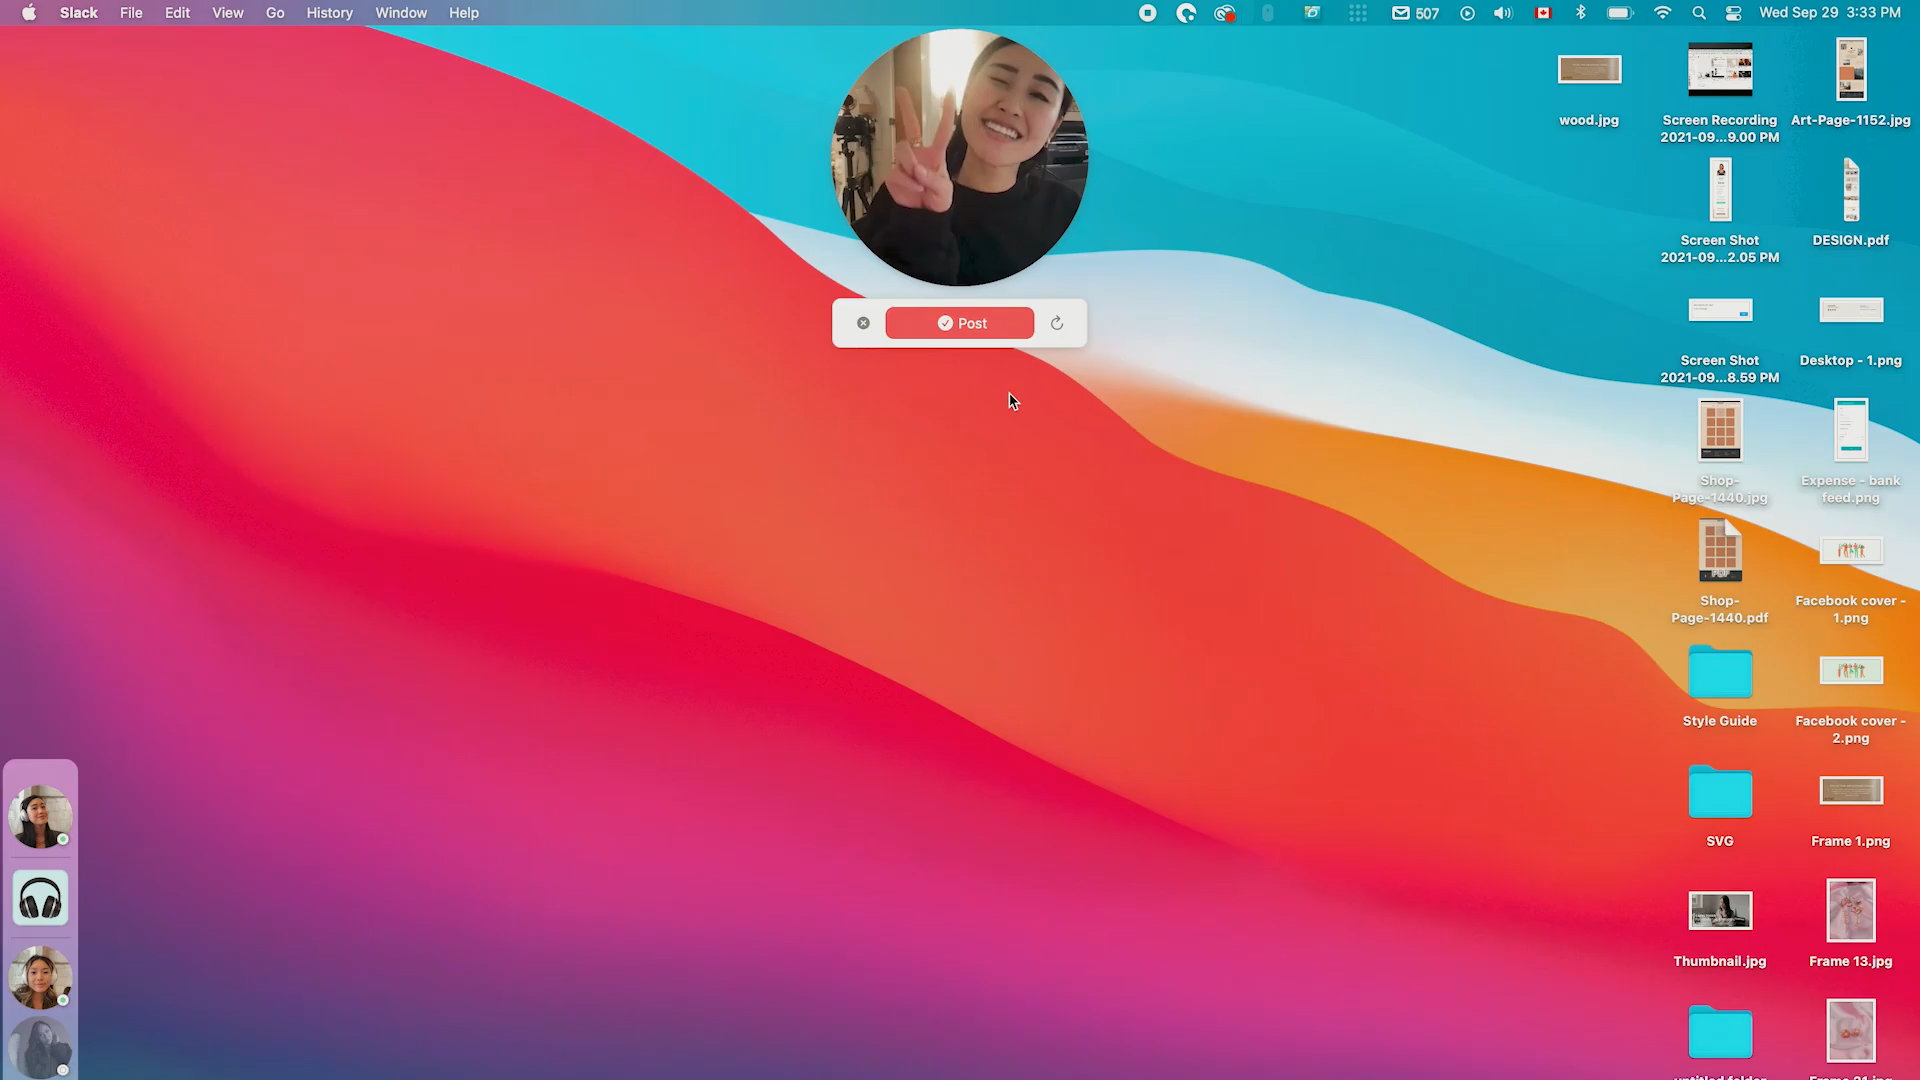 Slack File Edit View Go History Window Help
507
Wed Sep 29 3:33 PM
wood.jpg
Screen Recording
2021-09...9.00 PM
Art-Page-1152.jpg
Screen Shot
2021-09...2.05 PM
DESIGN.pdf
Post
Screen Shot
2021-09...8.59 PM
Desktop - 1.png
Shop-
Page-1440.jpg
Expense - bank
feed.png
Shop-
Page-1440.pdf
Facebook cover -
1.png
Style Guide
Facebook cover -
2.png
SVG
Frame 1.png
Thumbnail.jpg
Frame 13.jpg